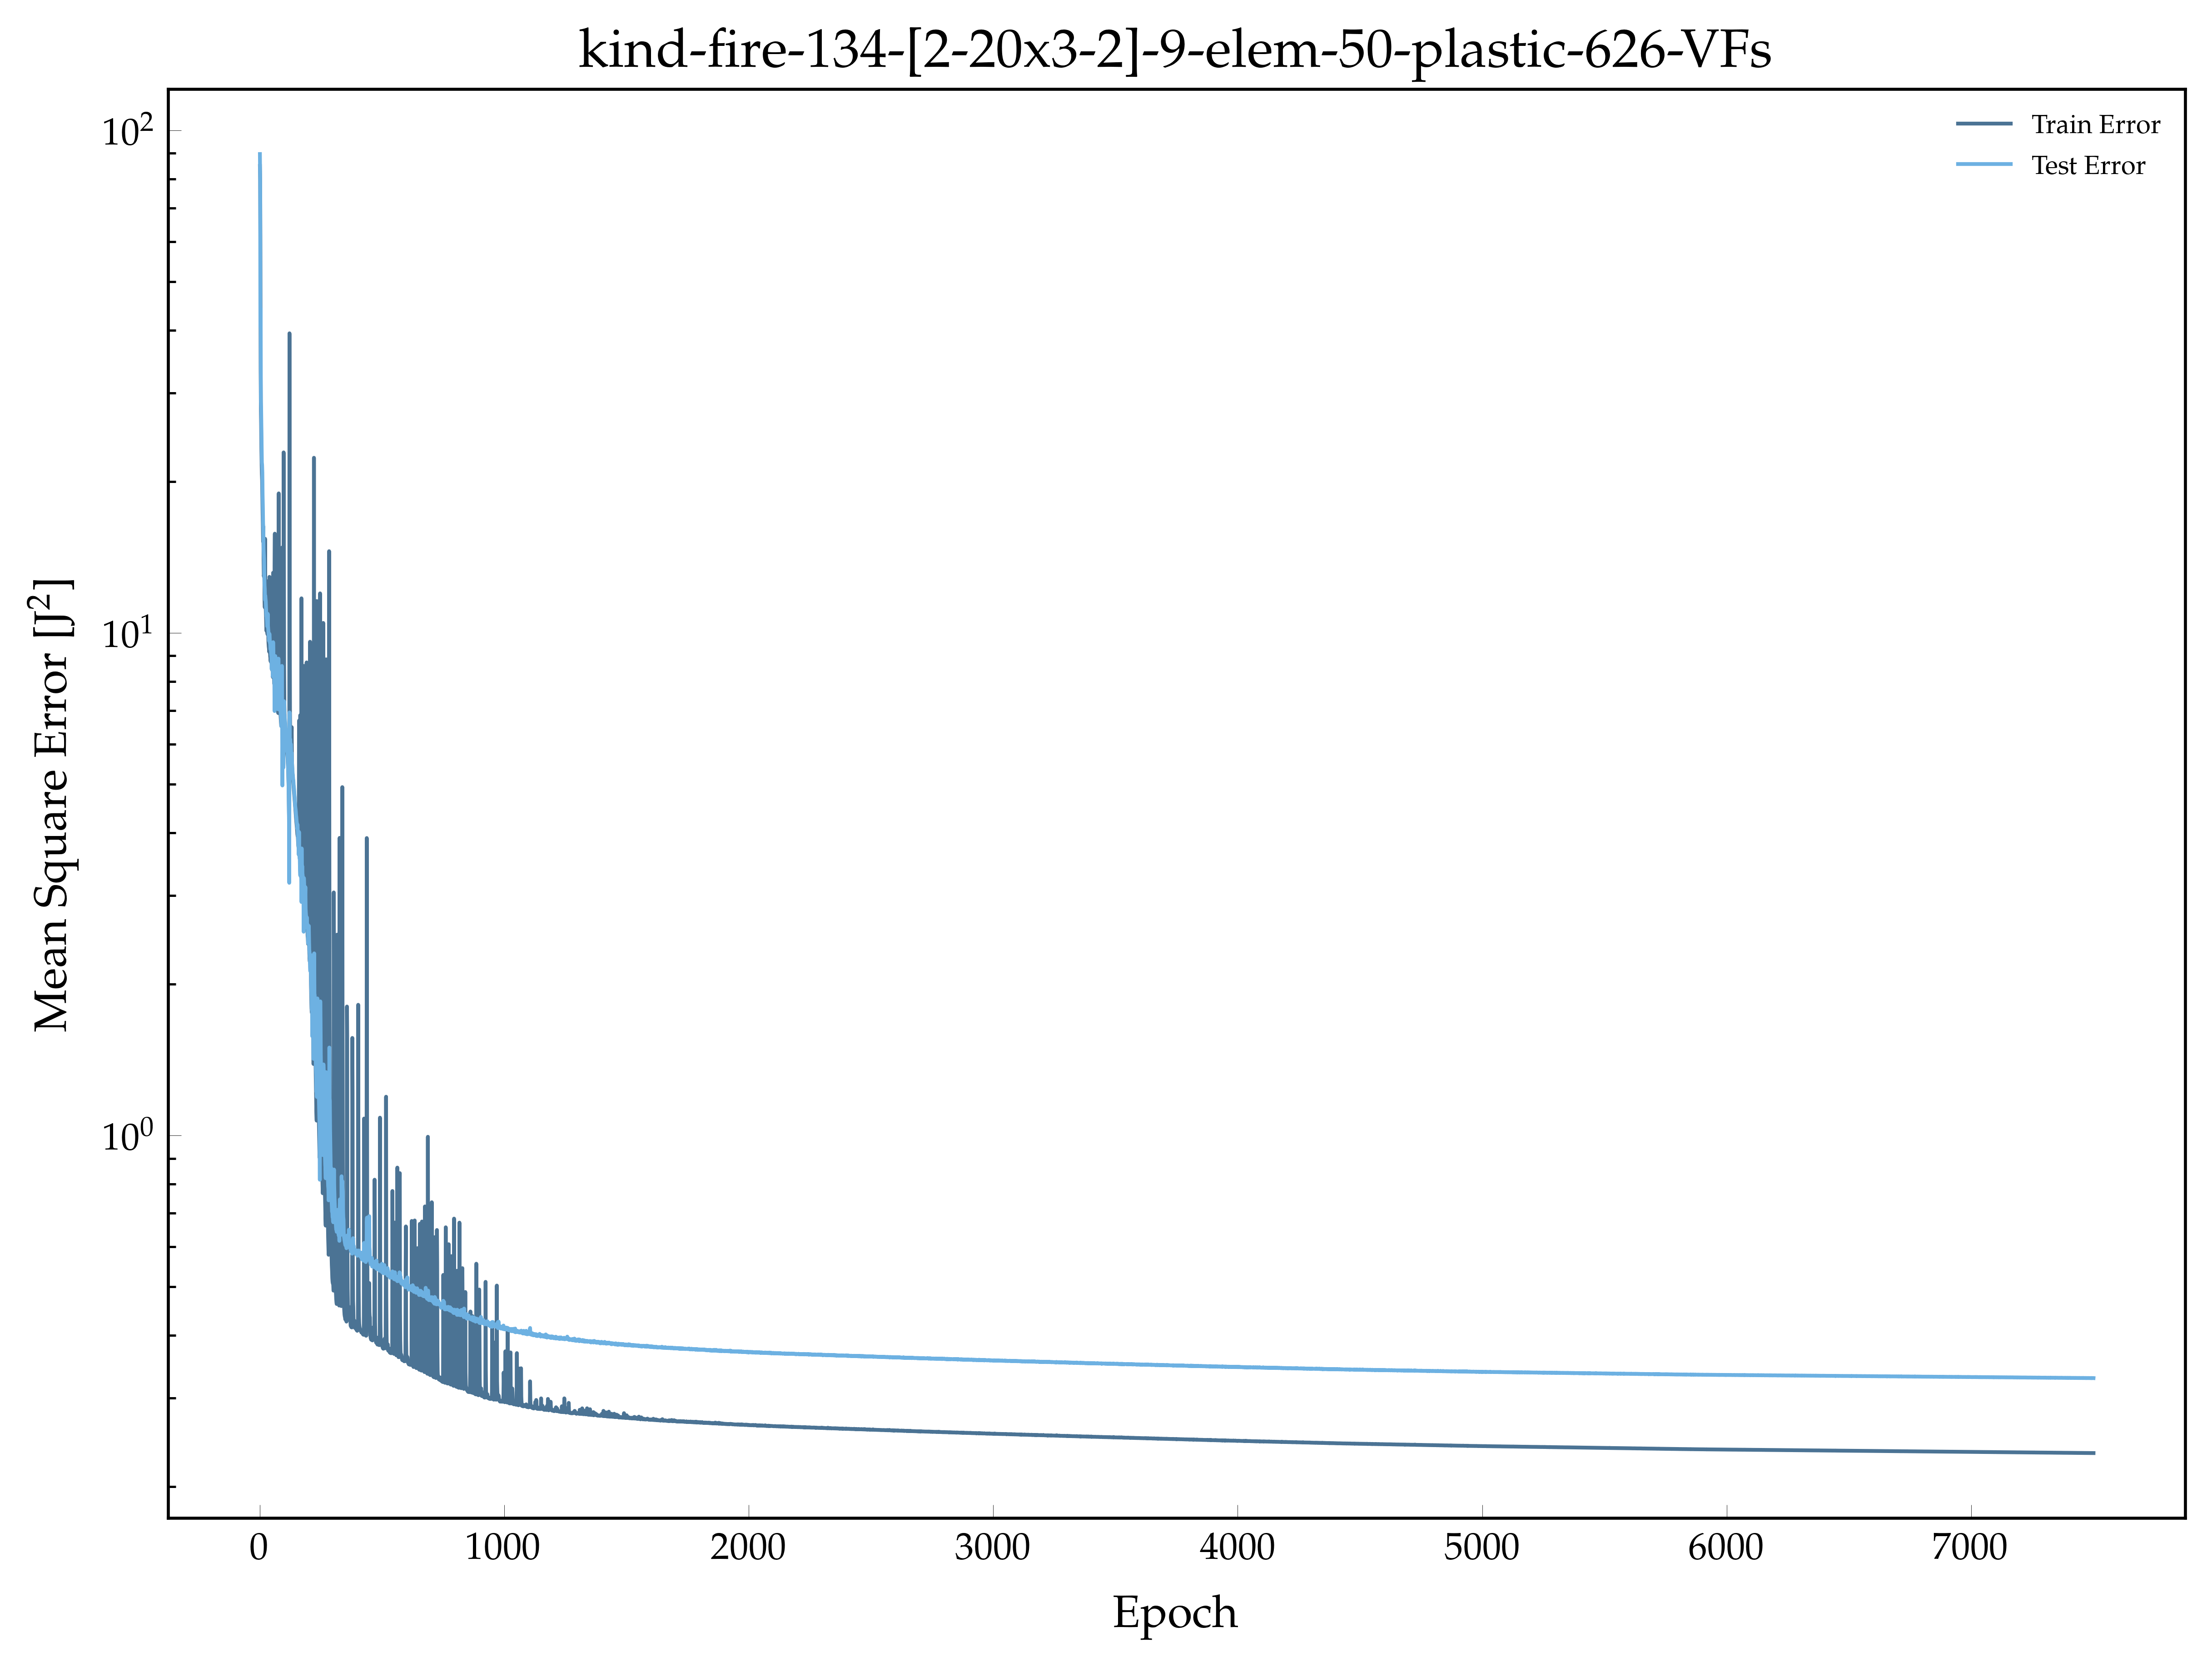 kind-fire-134-[2-20x3-2]-9-elem-50-plastic-626-VFs
Train Error
Test Error
Mean Square Error [J²]
10²
10¹
10⁰
0 1000 2000 3000 4000 5000 6000 7000
Epoch